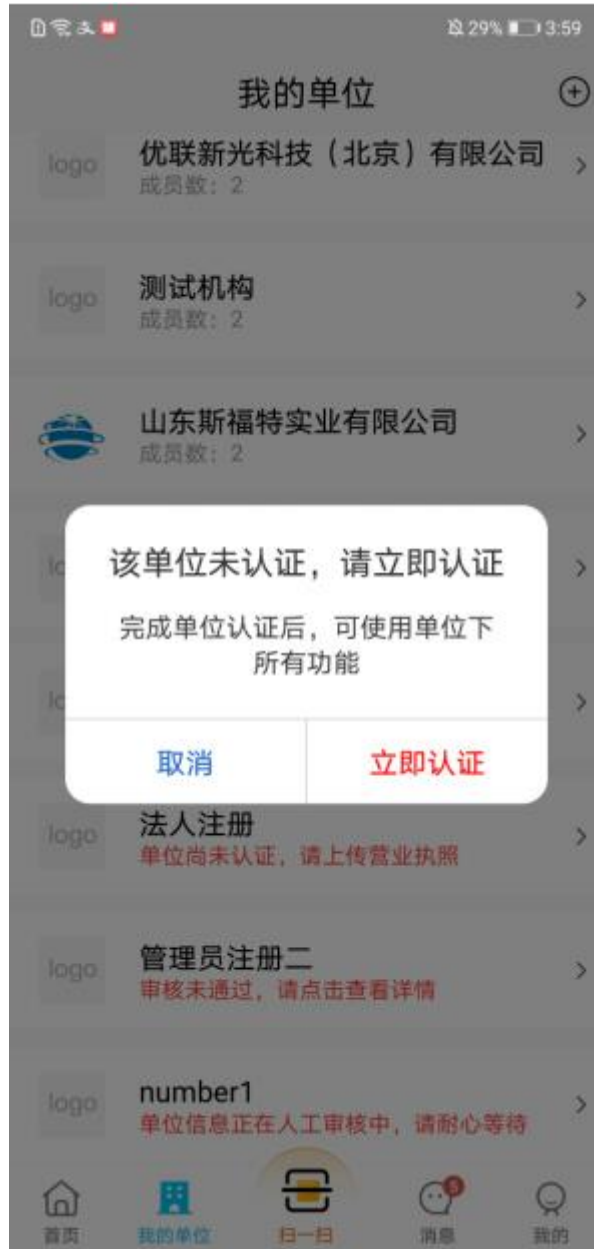 29% 3:59
我的单位
logo
优联新光科技（北京）有限公司
成员数：2
logo
测试机构
成员数：2
山东斯福特实业有限公司
成员数：2
该单位未认证，请立即认证
完成单位认证后，可使用单位下
所有功能
取消
立即认证
logo
法人注册
单位尚未认证，请上传营业执照
logo
管理员注册二
审核未通过，请点击查看详情
logo
number1
单位信息正在人工审核中，请耐心等待
5
首页
我的单位
扫一扫
消息
我的